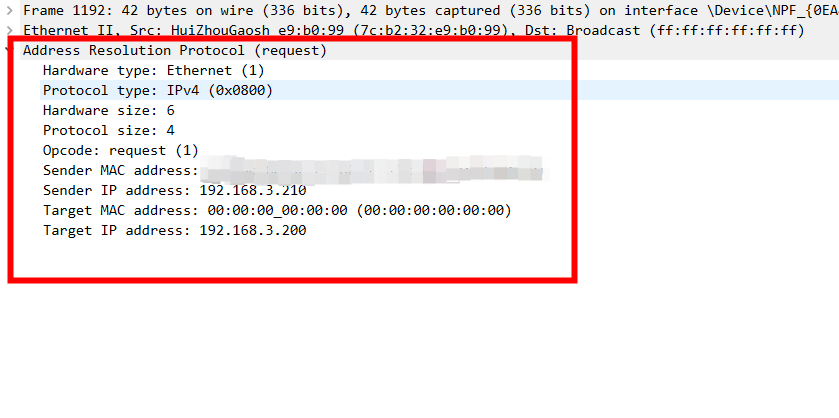 Frame 1192: 42 bytes on wire (336 bits), 42 bytes captured (336 bits) on interface \Device\NPF_{0EA
Ethernet II, Src: HuiZhouGaosh_e9:b0:99 (7c:b2:32:e9:b0:99), Dst: Broadcast (ff:ff:ff:ff:ff:ff)
Address Resolution Protocol (request)
Hardware type: Ethernet (1)
Protocol type: IPv4 (0x0800)
Hardware size: 6
Protocol size: 4
Opcode: request (1)
Sender MAC address:
Sender IP address: 192.168.3.210
Target MAC address: 00:00:00_00:00:00 (00:00:00:00:00:00)
Target IP address: 192.168.3.200